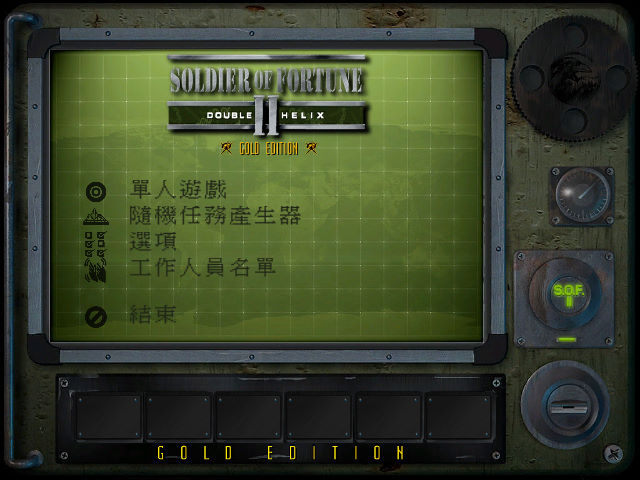 SOLDIER OF FORTUNE
II
DOUBLE HELIX
GOLD EDITION
單人遊戲
隨機任務產生器
選項
工作人員名單
結束
S.O.F.
II
GOLD EDITION